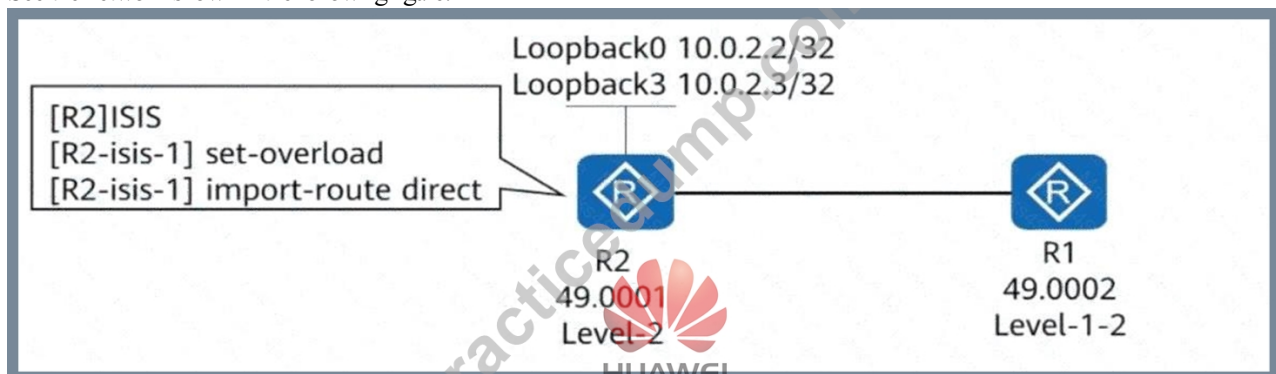 Loopback0 10.0.2.2/32
Loopback3 10.0.2.3/32
[R2]ISIS
[R2-isis-1] set-overload
[R2-isis-1] import-route direct
R
R
R2
49.0001
Level-2
R1
49.0002
Level-1-2
HUAWEI